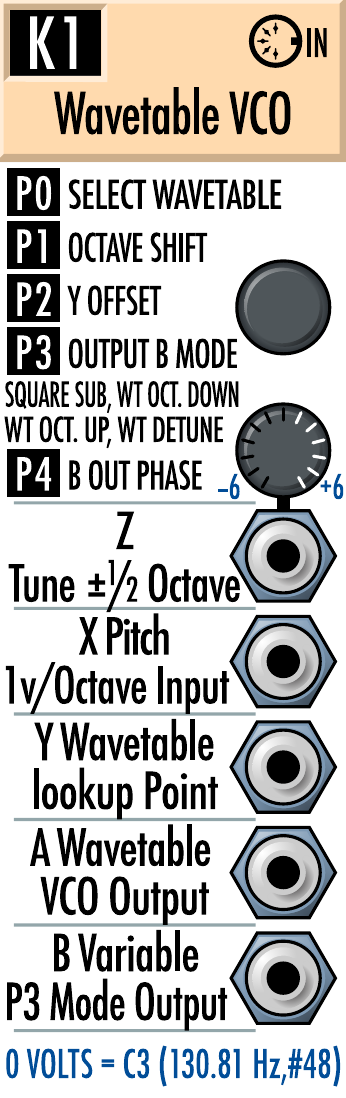 K1 IN
Wavetable VCO
P0 SELECT WAVETABLE
P1 OCTAVE SHIFT
P2 Y OFFSET
P3 OUTPUT B MODE
SQUARE SUB, WT OCT. DOWN
WT OCT. UP, WT DETUNE
P4 B OUT PHASE -6 +6
Z
Tune ±½ Octave
X Pitch
1v/Octave Input
Y Wavetable
lookup Point
A Wavetable
VCO Output
B Variable
P3 Mode Output
0 VOLTS = C3 (130.81 Hz,#48)